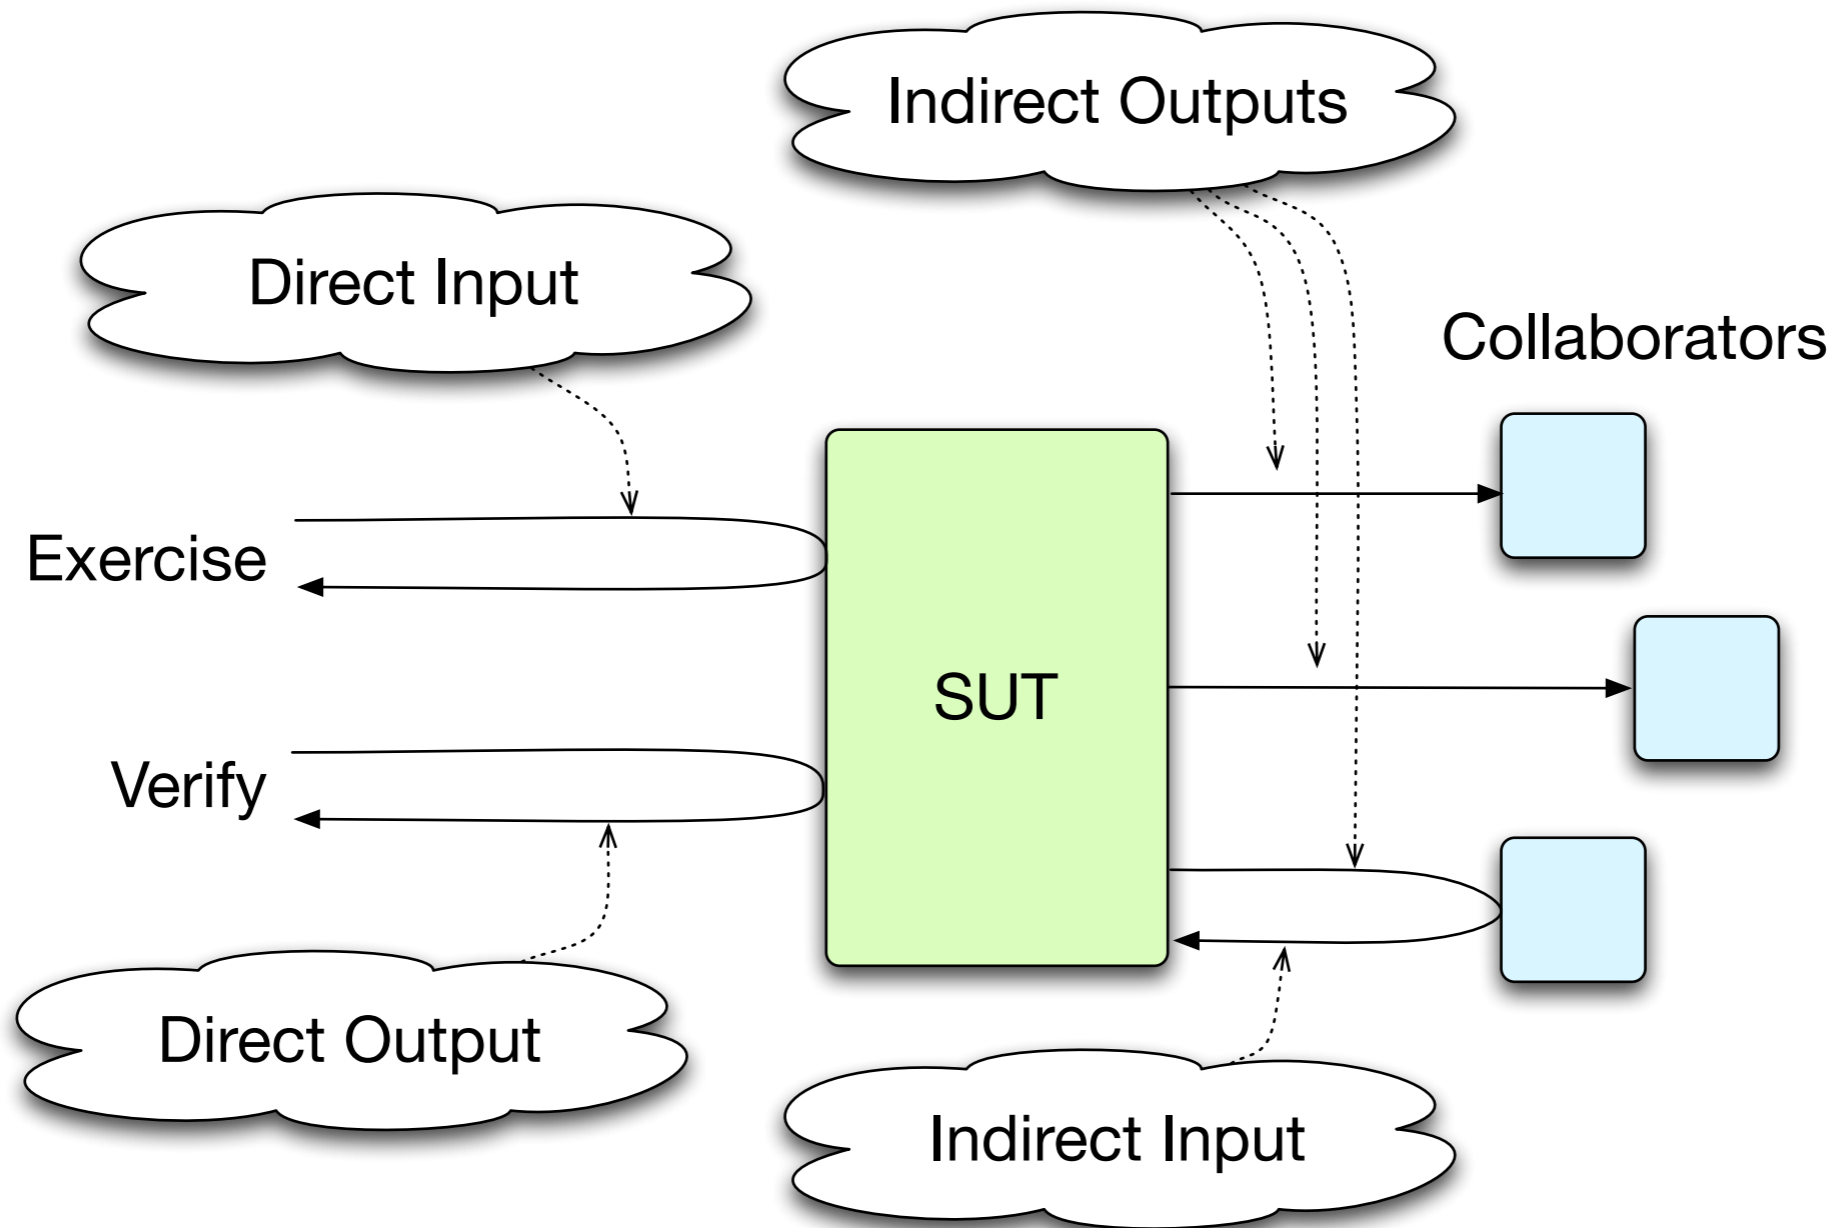 Indirect Outputs
Direct Input
Collaborators
Exercise
SUT
Verify
Direct Output
Indirect Input